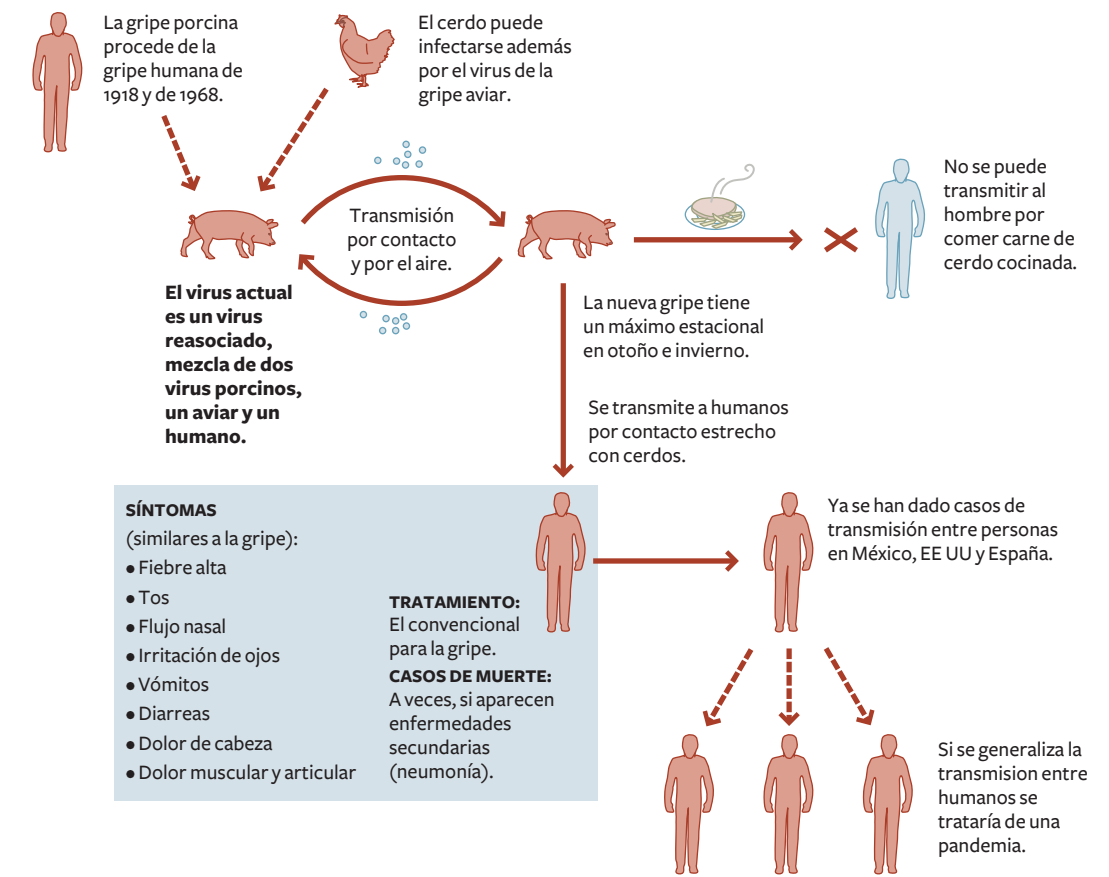 La gripe porcina
procede de la
gripe humana de
1918 y de 1968.
El cerdo puede
infectarse además
por el virus de la
gripe aviar.
Transmisión
por contacto
y por el aire.
No se puede
transmitir al
hombre por
comer carne de
cerdo cocinada.
El virus actual
es un virus
reasociado,
mezcla de dos
virus porcinos,
un aviar y un
humano.
La nueva gripe tiene
un máximo estacional
en otoño e invierno.
Se transmite a humanos
por contacto estrecho
con cerdos.
SÍNTOMAS
(similares a la gripe):
• Fiebre alta
• Tos
• Flujo nasal
• Irritación de ojos
• Vómitos
• Diarreas
• Dolor de cabeza
• Dolor muscular y articular
TRATAMIENTO:
El convencional
para la gripe.
CASOS DE MUERTE:
A veces, si aparecen
enfermedades
secundarias
(neumonía).
Ya se han dado casos de
transmisión entre personas
en México, EE UU y España.
Si se generaliza la
transmision entre
humanos se
trataría de una
pandemia.